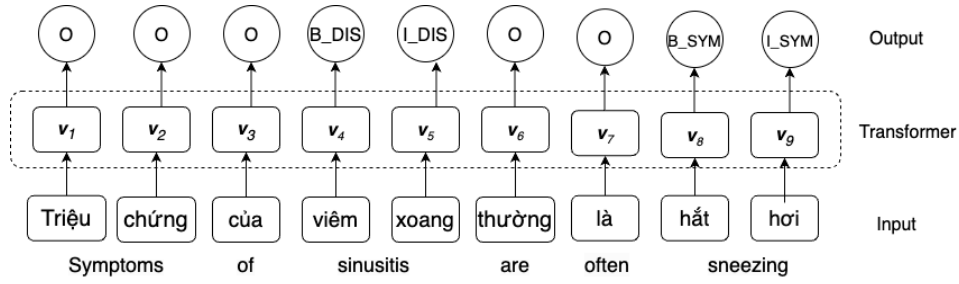 O O O B_DIS I_DIS O O B_SYM I_SYM Output
v1 v2 v3 v4 v5 v6 v7 v8 v9 Transformer
Triệu chứng của viêm xoang thường là hắt hơi Input
Symptoms of sinusitis are often sneezing